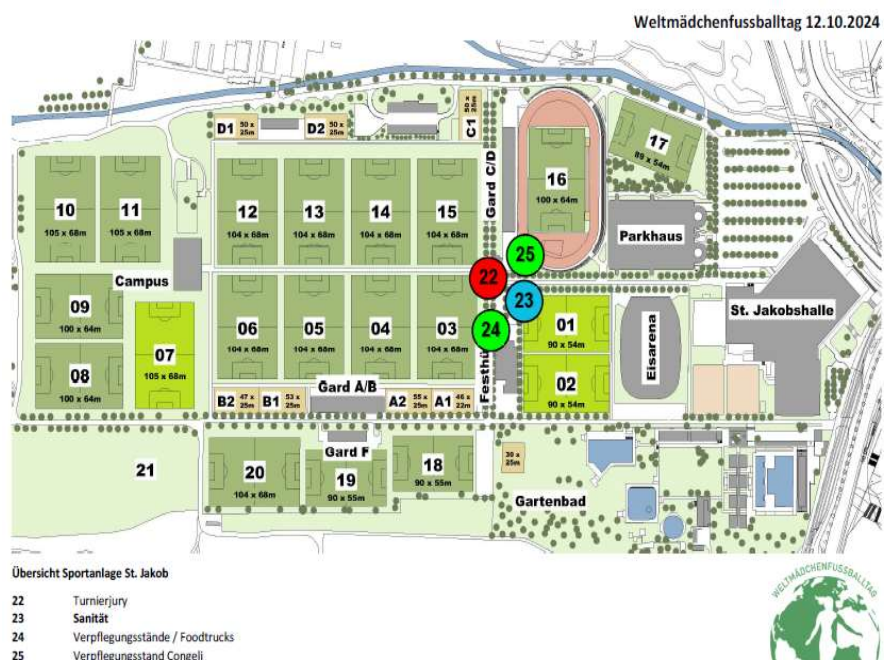 Weltmädchenfussballtag 12.10.2024
D1 50 x 25m
D2 50 x 25m
C1 50 x 25m
17
89 x 54m
10
105 x 68m
11
105 x 68m
12
104 x 68m
13
104 x 68m
14
104 x 68m
15
104 x 68m
Gard C/D
16
100 x 64m
Parkhaus
25
22
Campus
23
St. Jakobshalle
09
100 x 64m
07
105 x 68m
06
104 x 68m
05
104 x 68m
04
104 x 68m
03
104 x 68m
24
01
90 x 54m
Eisarena
08
100 x 64m
Gard A/B
02
90 x 54m
B2 47 x 25m
B1 53 x 25m
A2 55 x 25m
A1 46 x 22m
21
20
104 x 68m
Gard F
19
90 x 55m
18
90 x 55m
30 x 25m
Gartenbad
Übersicht Sportanlage St. Jakob
22 Turnierjury
23 Sanität
24 Verpflegungsstände / Foodtrucks
25 Verpflegungsstand Congeli
WELTMÄDCHENFUSSBALLTAG